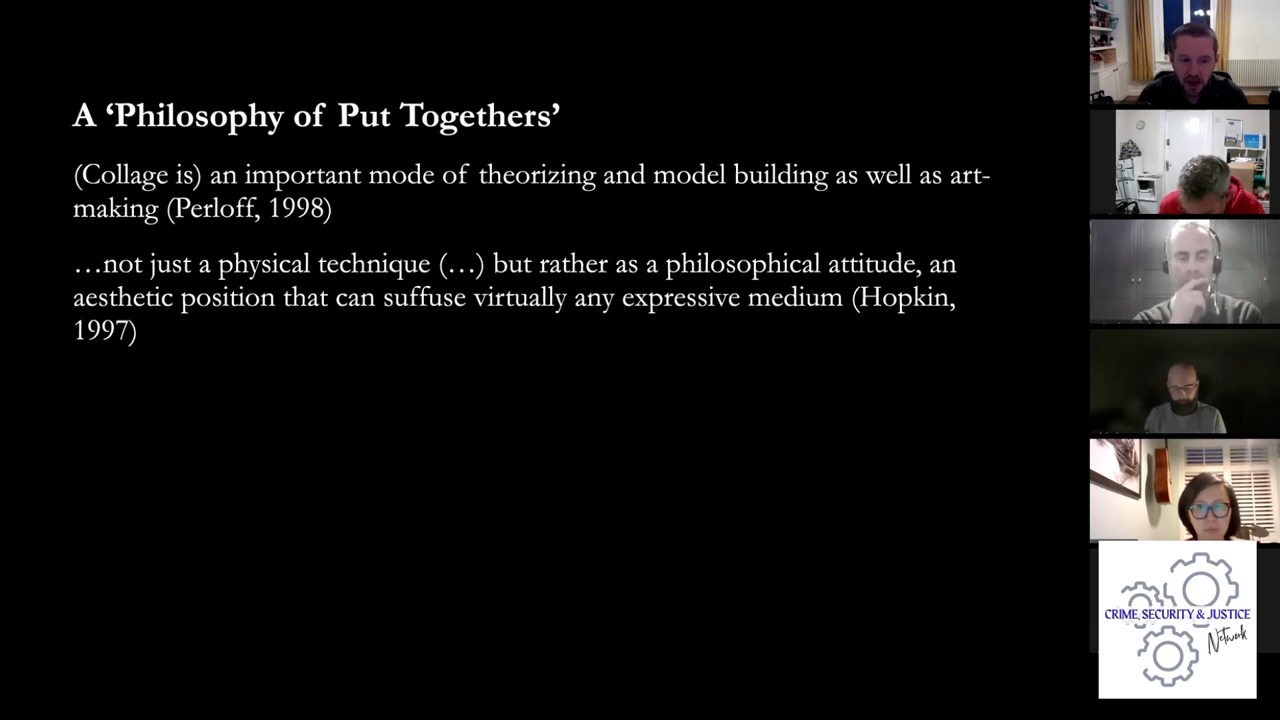 A ‘Philosophy of Put Togethers’
(Collage is) an important mode of theorizing and model building as well as art-
making (Perloff, 1998)
…not just a physical technique (…) but rather as a philosophical attitude, an
aesthetic position that can suffuse virtually any expressive medium (Hopkin,
1997)
CRIME, SECURITY & JUSTICE
Network